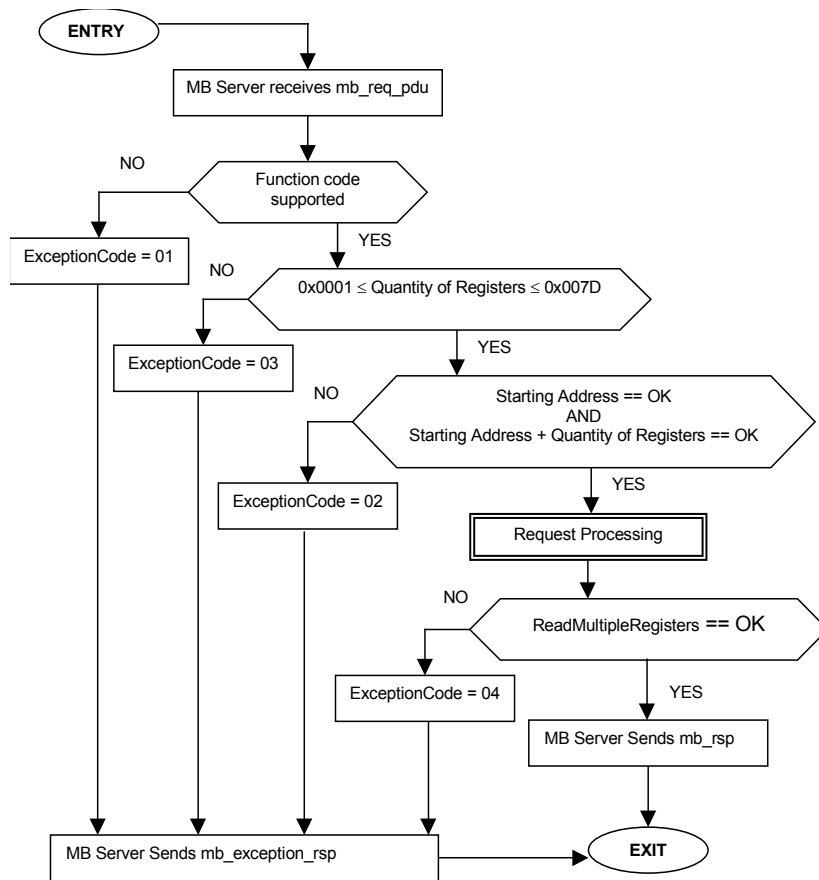 ENTRY
MB Server receives mb_req_pdu
NO
Function code
supported
YES
ExceptionCode = 01
NO
0x0001 ≤ Quantity of Registers ≤ 0x007D
YES
ExceptionCode = 03
NO
Starting Address == OK
AND
Starting Address + Quantity of Registers == OK
YES
ExceptionCode = 02
Request Processing
NO
ReadMultipleRegisters == OK
YES
ExceptionCode = 04
MB Server Sends mb_rsp
MB Server Sends mb_exception_rsp
EXIT